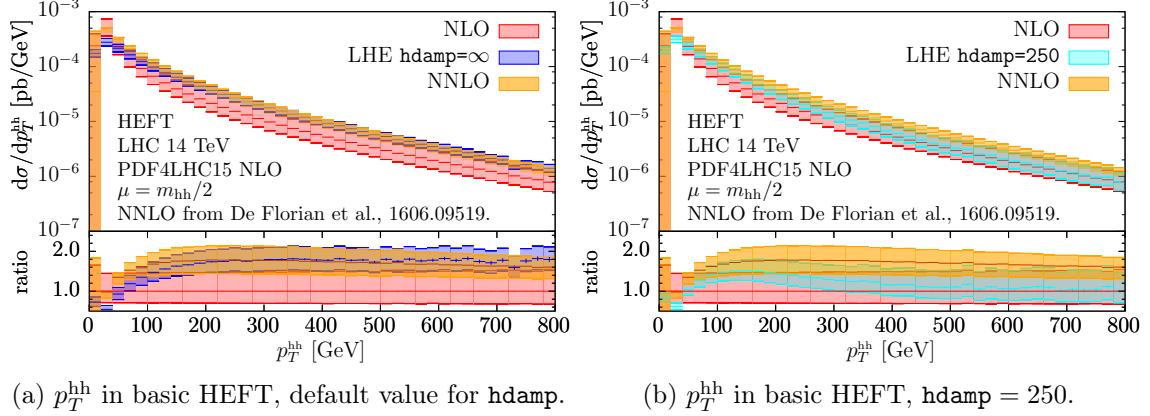 10⁻³
10⁻⁴
10⁻⁵
10⁻⁶
10⁻⁷
dσ/dp_T^hh [pb/GeV]
NLO
LHE hdamp=∞
NNLO
HEFT
LHC 14 TeV
PDF4LHC15 NLO
μ = m_hh/2
NNLO from De Florian et al., 1606.09519.
ratio
2.0
1.0
0 100 200 300 400 500 600 700 800
p_T^hh [GeV]
(a) p_T^hh in basic HEFT, default value for hdamp.
10⁻³
10⁻⁴
10⁻⁵
10⁻⁶
10⁻⁷
dσ/dp_T^hh [pb/GeV]
NLO
LHE hdamp=250
NNLO
HEFT
LHC 14 TeV
PDF4LHC15 NLO
μ = m_hh/2
NNLO from De Florian et al., 1606.09519.
ratio
2.0
1.0
0 100 200 300 400 500 600 700 800
p_T^hh [GeV]
(b) p_T^hh in basic HEFT, hdamp = 250.